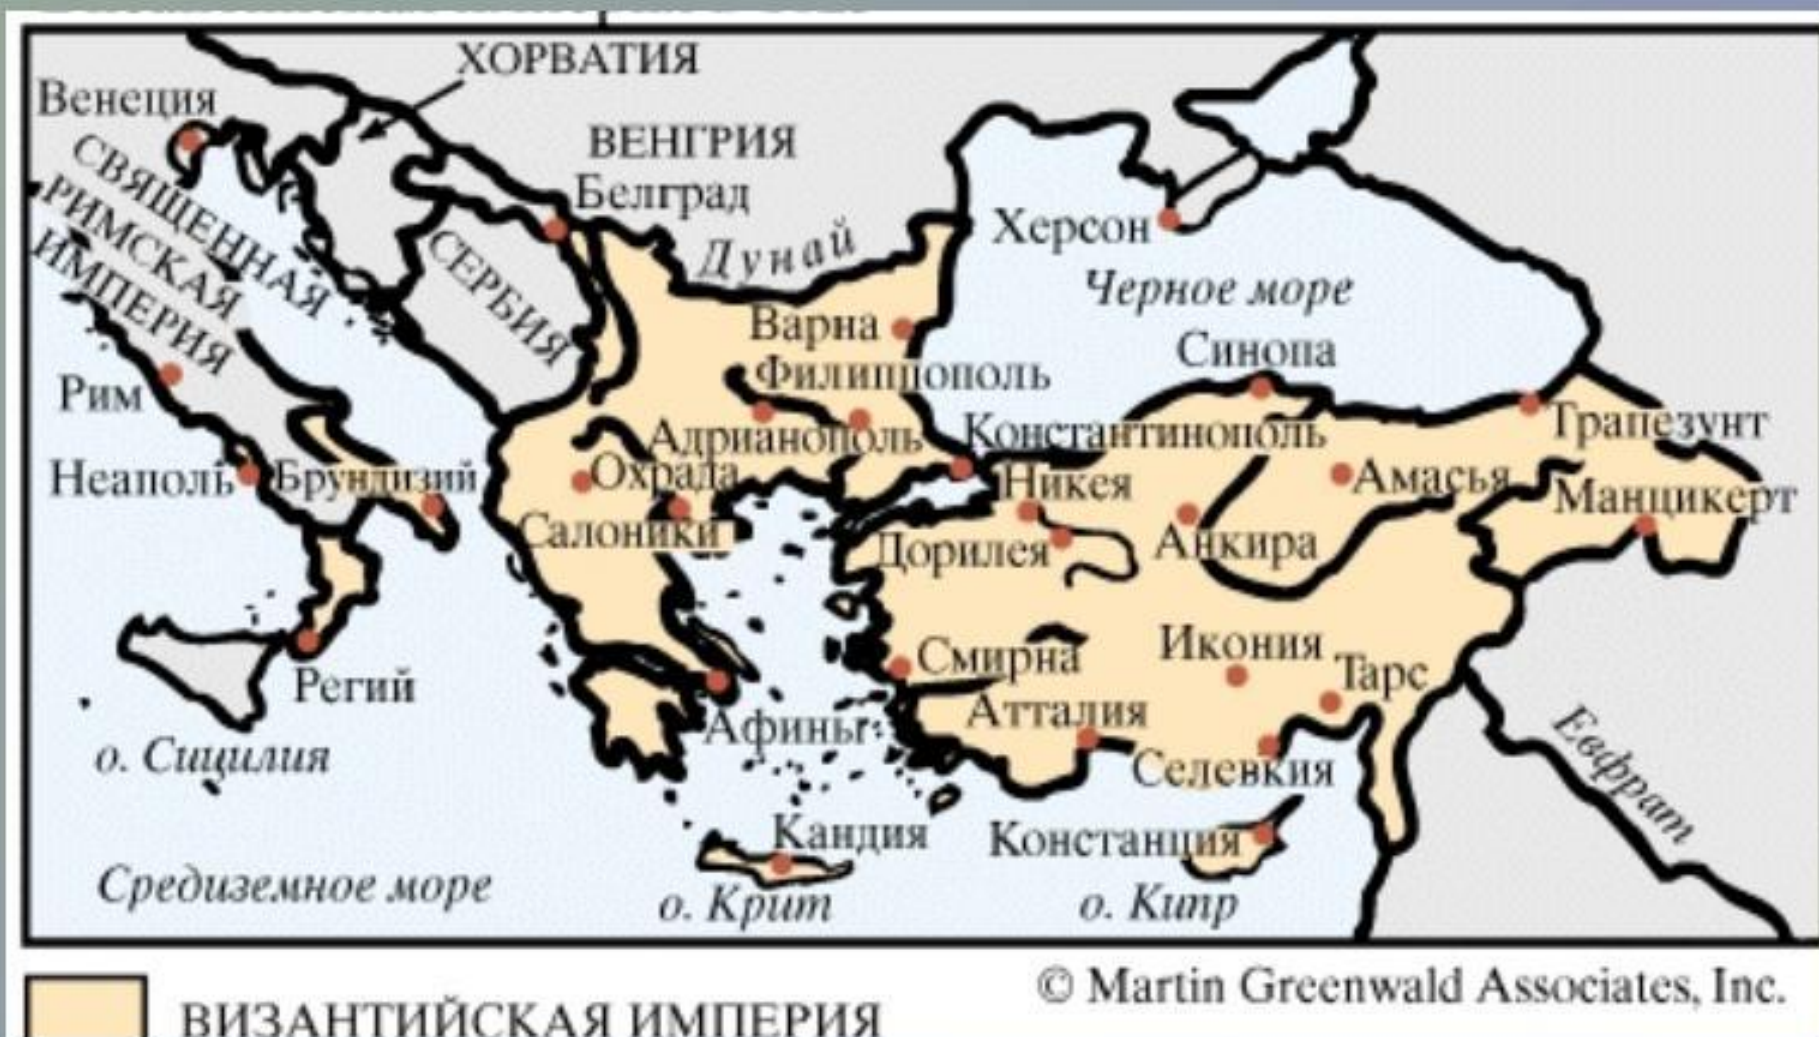 ХОРВАТИЯ
Венеция
ВЕНГРИЯ
Белград
СВЯЩЕННАЯ
РИМСКАЯ
ИМПЕРИЯ
СЕРБИЯ
Дунай
Херсон
Черное море
Варна
Синопа
Филиппополь
Рим
Адрианополь
Константинополь
Трапезунт
Неаполь
Брундизий
Охрада
Никея
Амасья
Манцикерт
Салоники
Дорилея
Анкира
Смирна
Икония
Тарс
Регий
Афины
Атталия
Селевкия
Евфрат
о. Сицилия
Кандия
Констанция
Средиземное море
о. Крит
о. Кипр
© Martin Greenwald Associates, Inc.
ВИЗАНТИЙСКАЯ ИМПЕРИЯ